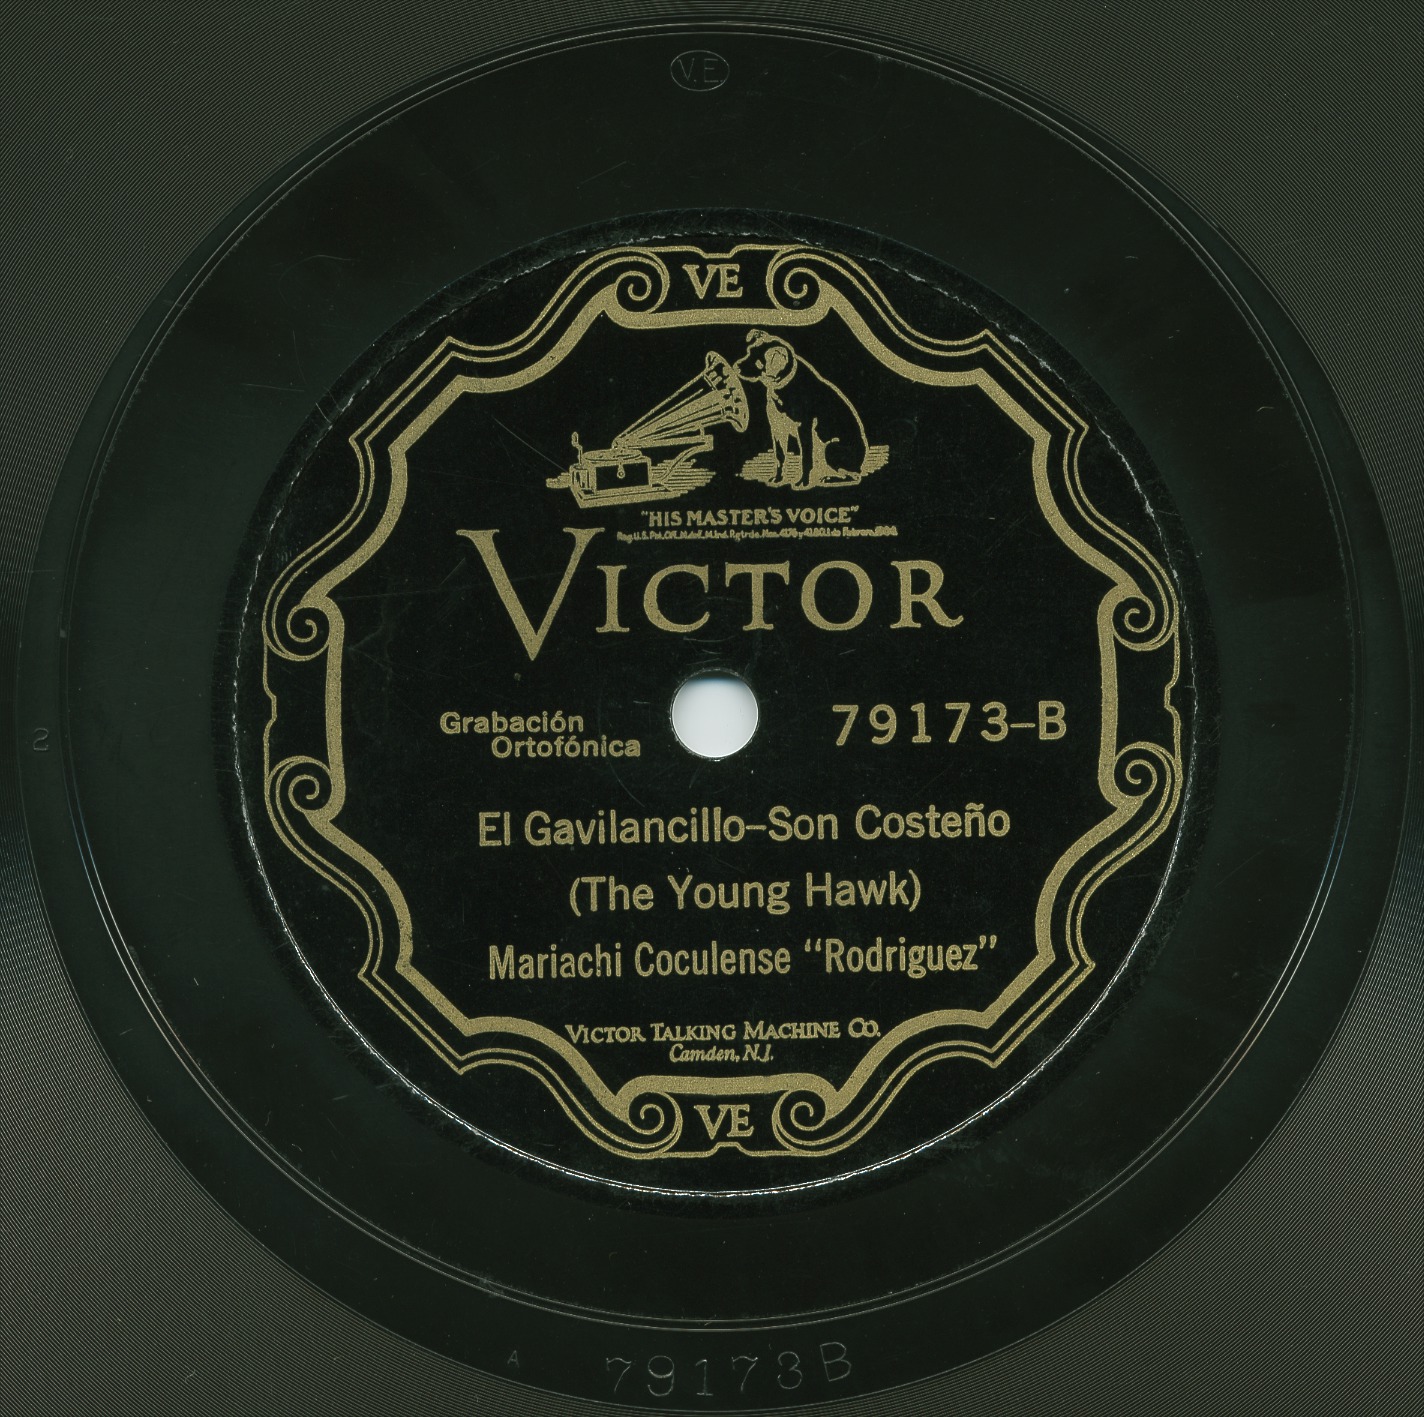 V.E.
VE
"HIS MASTER'S VOICE"
VICTOR
Grabación
Ortofónica
79173-B
El Gavilancillo–Son Costeño
(The Young Hawk)
Mariachi Coculense “Rodriguez”
VICTOR TALKING MACHINE CO.
Camden, N.J.
VE
2
A 79173B